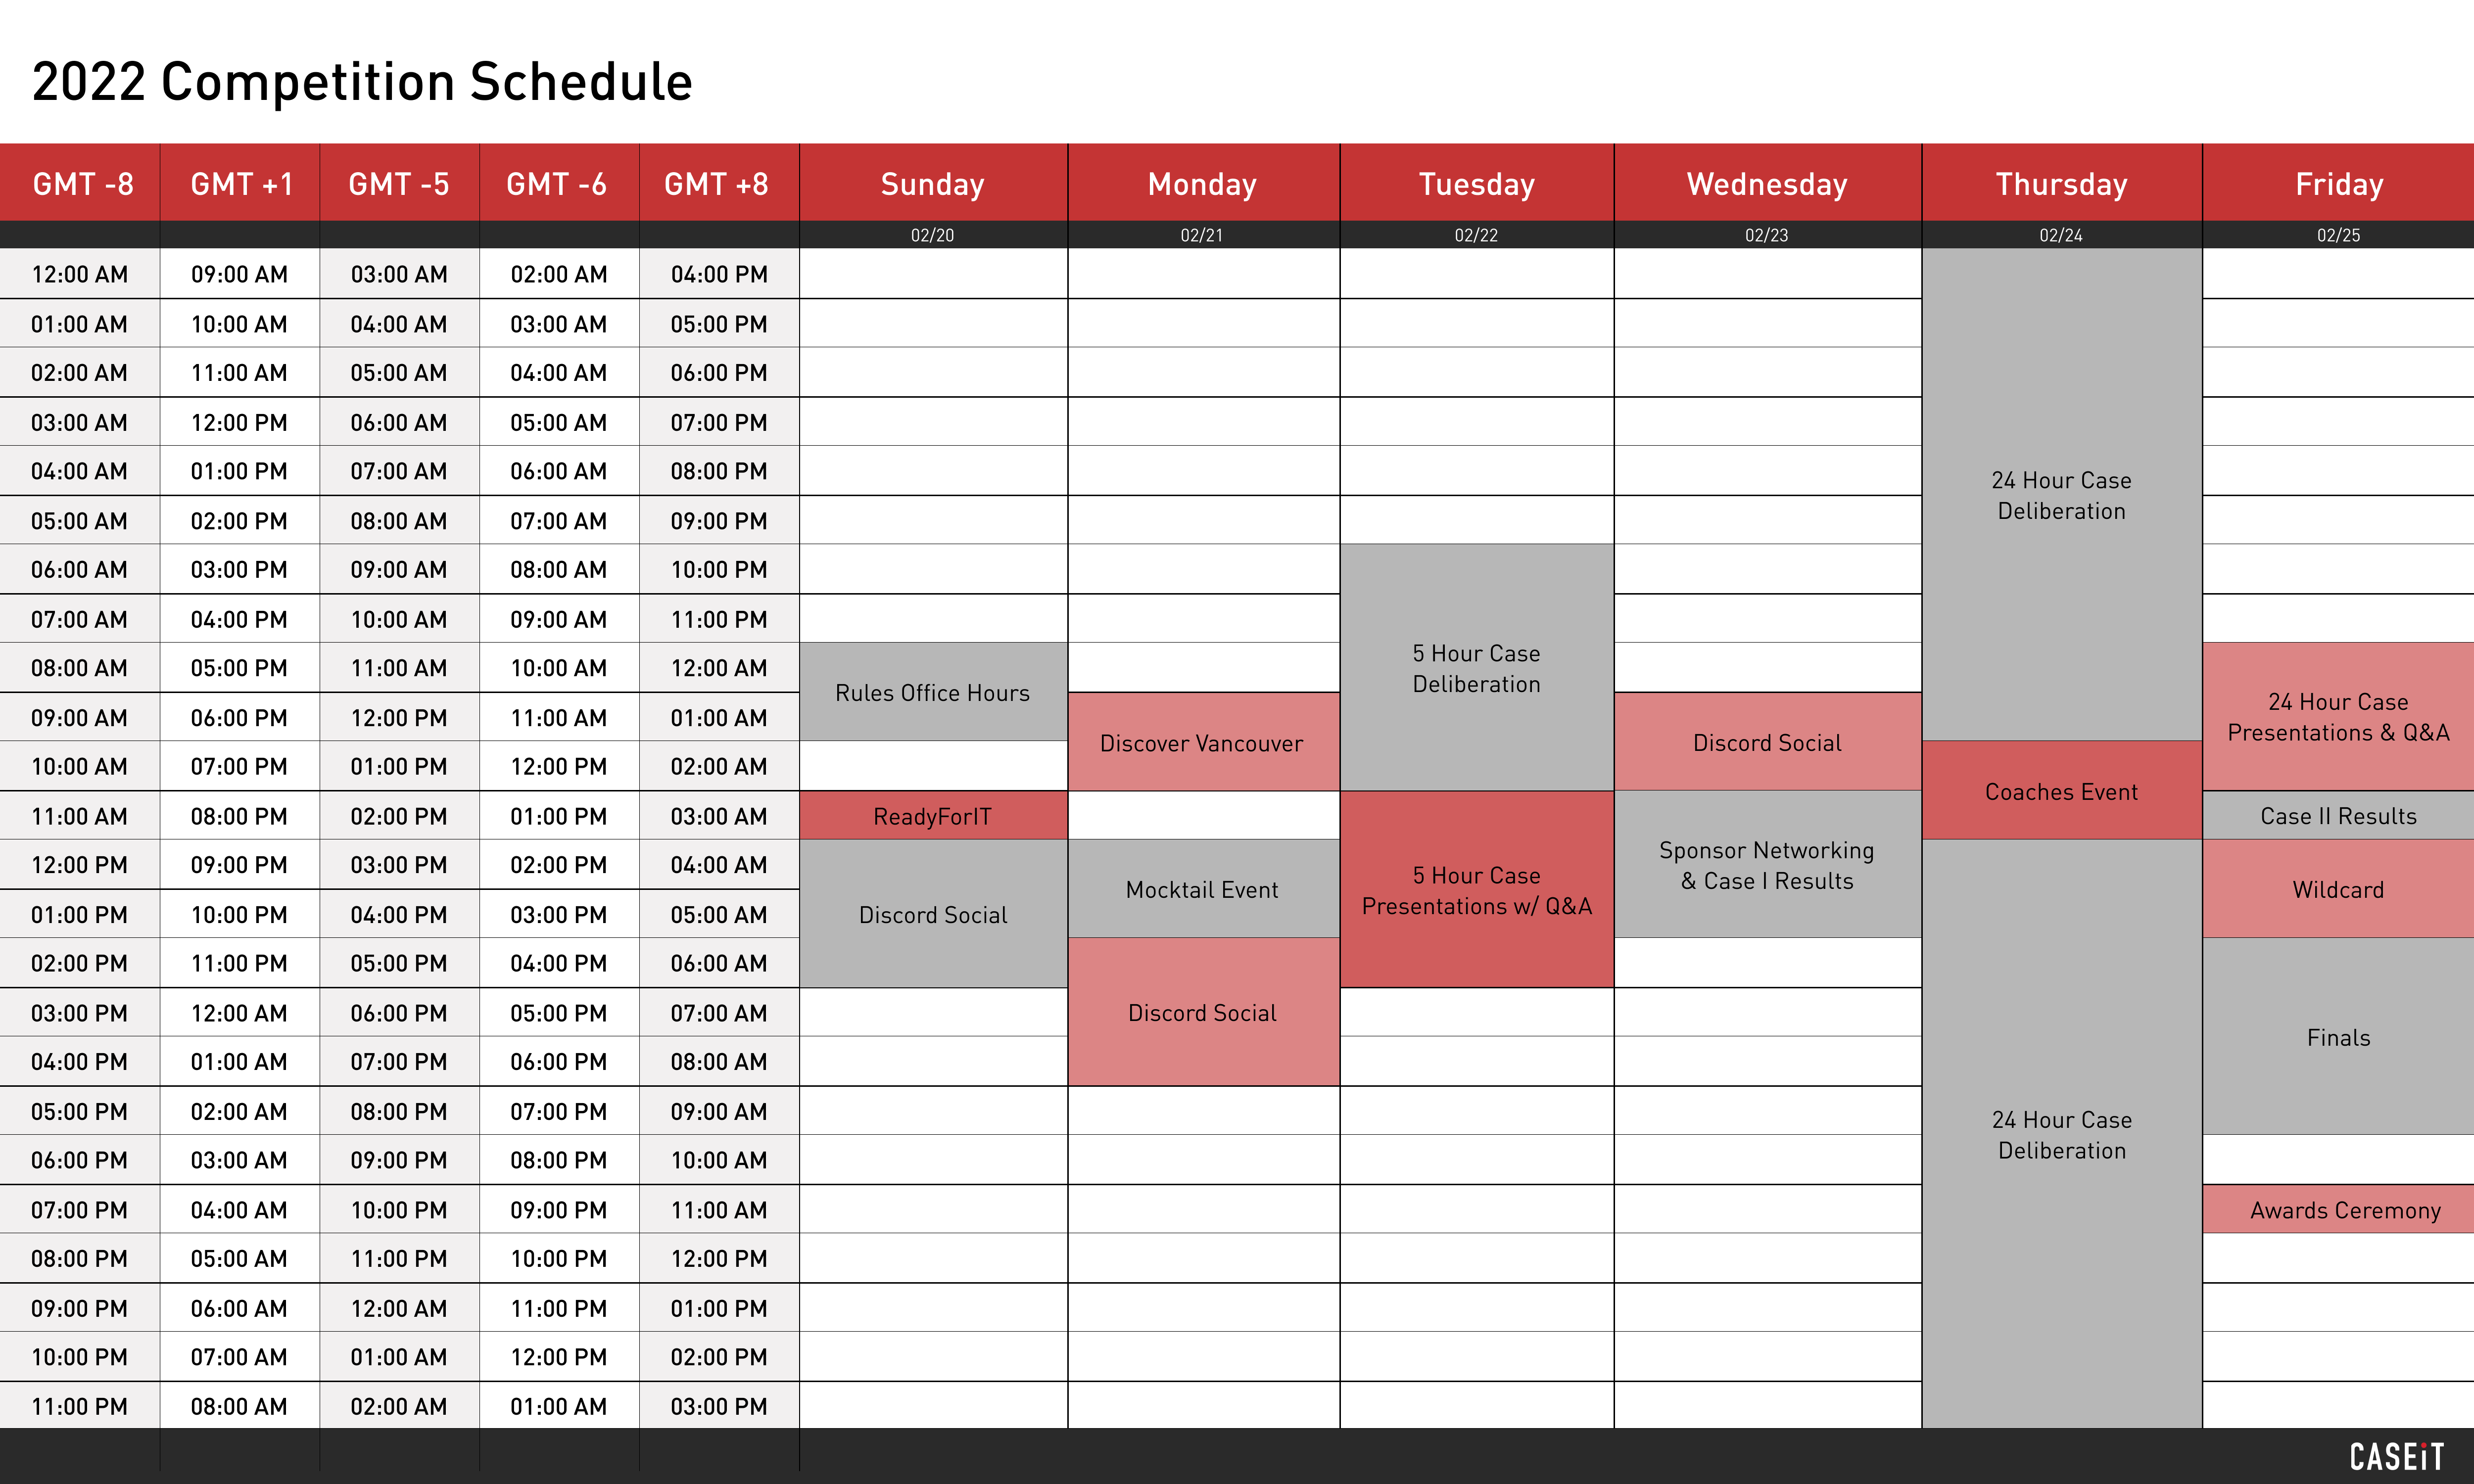 2022 Competition Schedule
GMT -8 GMT +1 GMT -5 GMT -6 GMT +8 Sunday Monday Tuesday Wednesday Thursday Friday
02/20 02/21 02/22 02/23 02/24 02/25
12:00 AM 09:00 AM 03:00 AM 02:00 AM 04:00 PM
01:00 AM 10:00 AM 04:00 AM 03:00 AM 05:00 PM
02:00 AM 11:00 AM 05:00 AM 04:00 AM 06:00 PM
03:00 AM 12:00 PM 06:00 AM 05:00 AM 07:00 PM
04:00 AM 01:00 PM 07:00 AM 06:00 AM 08:00 PM
24 Hour Case
Deliberation
05:00 AM 02:00 PM 08:00 AM 07:00 AM 09:00 PM
06:00 AM 03:00 PM 09:00 AM 08:00 AM 10:00 PM
07:00 AM 04:00 PM 10:00 AM 09:00 AM 11:00 PM
08:00 AM 05:00 PM 11:00 AM 10:00 AM 12:00 AM
Rules Office Hours
5 Hour Case
Deliberation
24 Hour Case
Presentations & Q&A
09:00 AM 06:00 PM 12:00 PM 11:00 AM 01:00 AM
Discover Vancouver
Discord Social
10:00 AM 07:00 PM 01:00 PM 12:00 PM 02:00 AM
Coaches Event
11:00 AM 08:00 PM 02:00 PM 01:00 PM 03:00 AM
ReadyForIT
Case II Results
12:00 PM 09:00 PM 03:00 PM 02:00 PM 04:00 AM
Mocktail Event
5 Hour Case
Presentations w/ Q&A
Sponsor Networking
& Case I Results
Wildcard
01:00 PM 10:00 PM 04:00 PM 03:00 PM 05:00 AM
Discord Social
02:00 PM 11:00 PM 05:00 PM 04:00 PM 06:00 AM
03:00 PM 12:00 AM 06:00 PM 05:00 PM 07:00 AM
Discord Social
Finals
04:00 PM 01:00 AM 07:00 PM 06:00 PM 08:00 AM
05:00 PM 02:00 AM 08:00 PM 07:00 PM 09:00 AM
24 Hour Case
Deliberation
06:00 PM 03:00 AM 09:00 PM 08:00 PM 10:00 AM
07:00 PM 04:00 AM 10:00 PM 09:00 PM 11:00 AM
Awards Ceremony
08:00 PM 05:00 AM 11:00 PM 10:00 PM 12:00 PM
09:00 PM 06:00 AM 12:00 AM 11:00 PM 01:00 PM
10:00 PM 07:00 AM 01:00 AM 12:00 PM 02:00 PM
11:00 PM 08:00 AM 02:00 AM 01:00 AM 03:00 PM
CASEiT